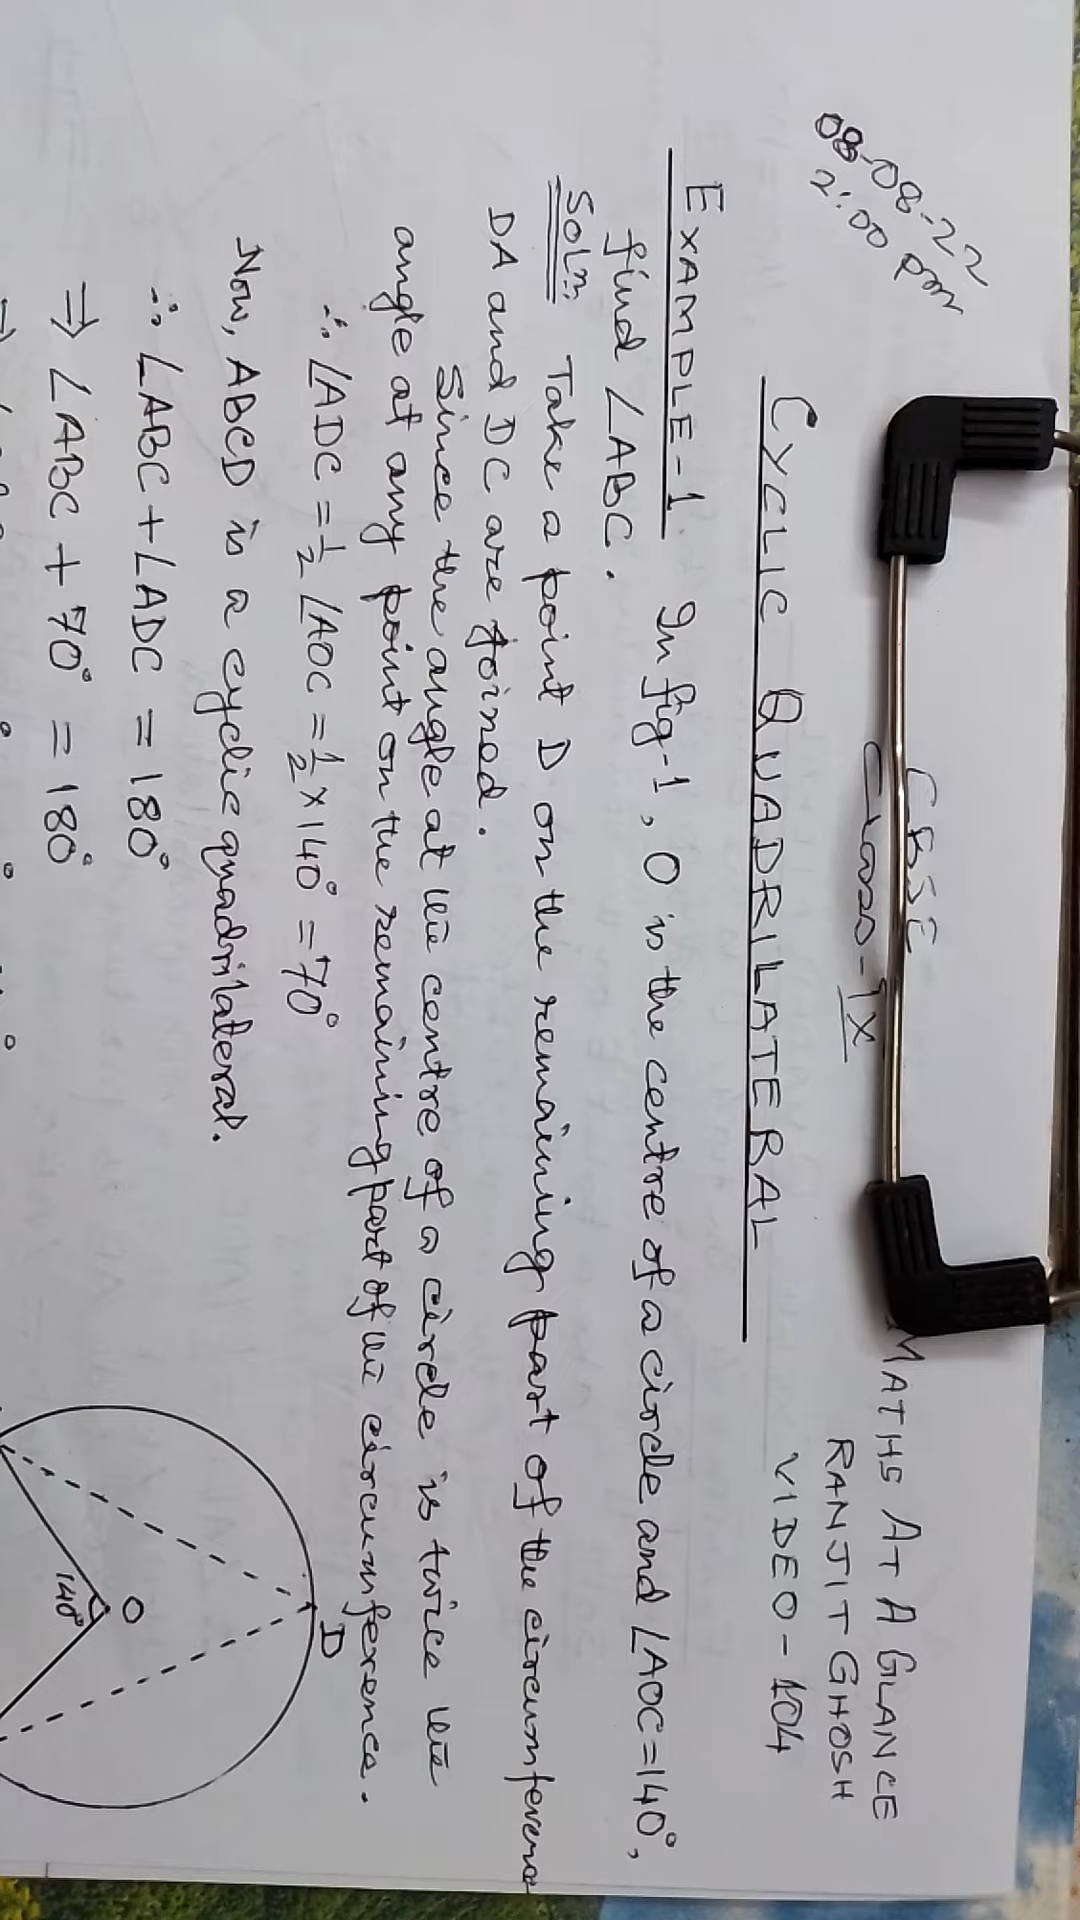 08-08-22
2:00 pm
CBSE
Class-IX
MATHS AT A GLANCE
RANJIT GHOSH
VIDEO-104
CYCLIC QUADRILATERAL
EXAMPLE-1. In fig-1, O is the centre of a circle and ∠AOC=140°,
find ∠ABC.
Soln: Take a point D on the remaining part of the circumference
DA and DC are joined.
Since the angle at the centre of a circle is twice the
angle at any point on the remaining part of the circumference.
∴ ∠ADC = 1/2 ∠AOC = 1/2 × 140° = 70°
Now, ABCD is a cyclic quadrilateral.
∴ ∠ABC + ∠ADC = 180°
⇒ ∠ABC + 70° = 180°
D
O
140°